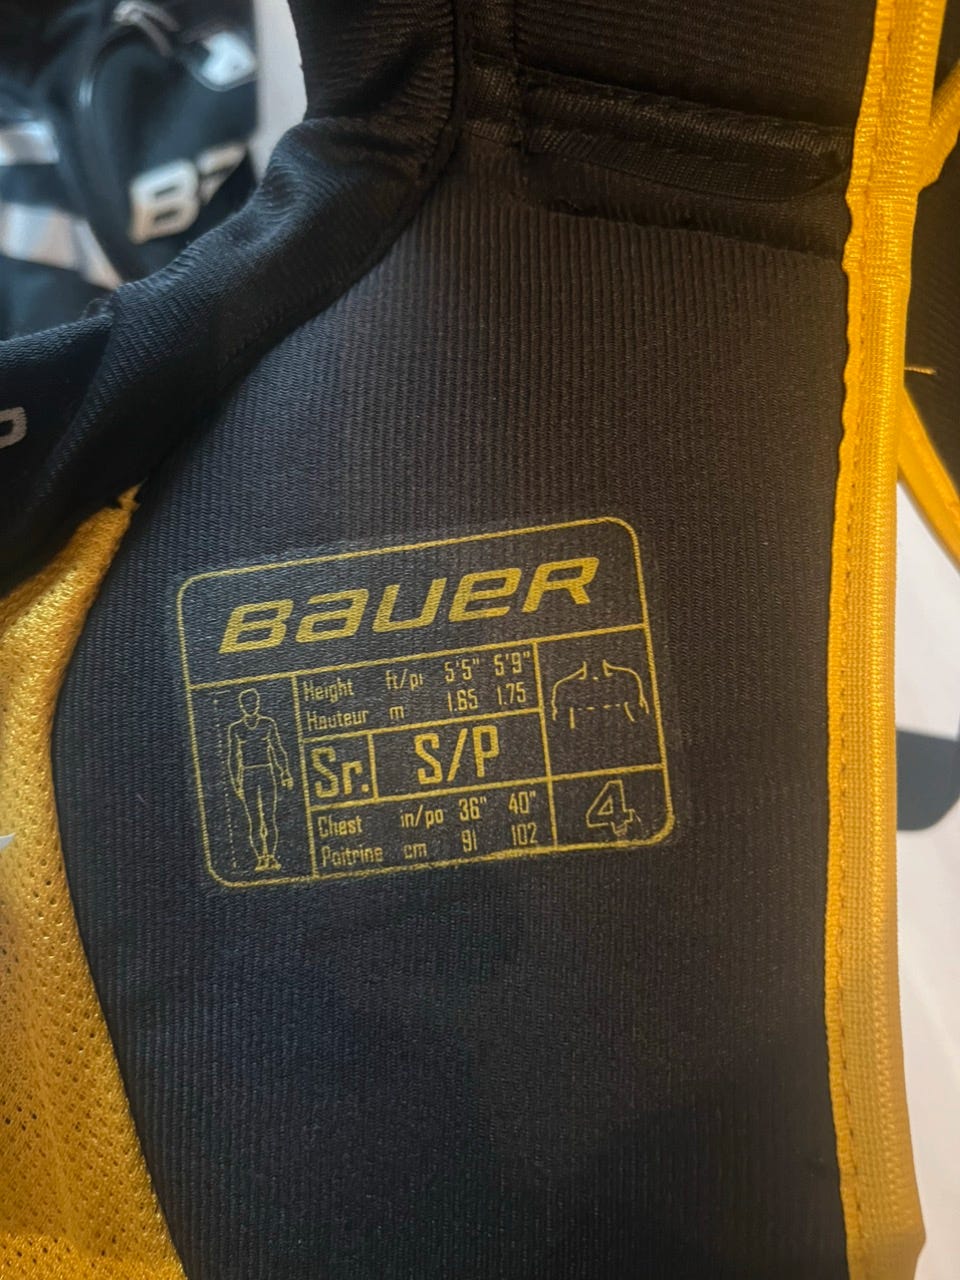 BAUER
Height ft/pi 5'5" 5'9"
Hauteur m 1.65 1.75
Sr. S/P
Chest in/po 36" 40"
Poitrine cm 91 102
4